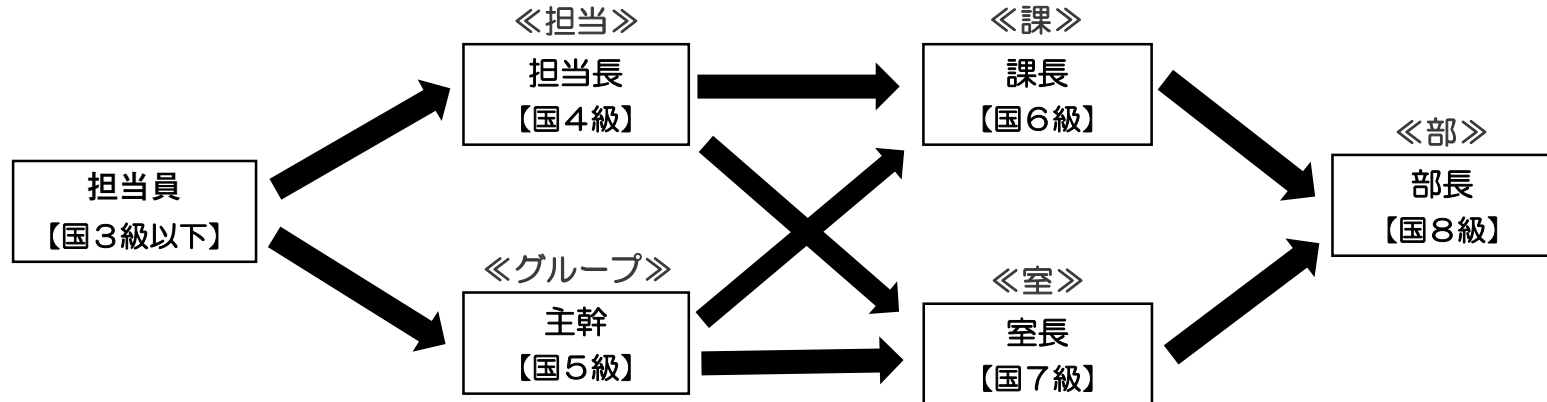 ≪担当≫
担当長
【国４級】
≪課≫
課長
【国６級】
≪部≫
部長
【国８級】
担当員
【国３級以下】
≪グループ≫
主幹
【国５級】
≪室≫
室長
【国７級】